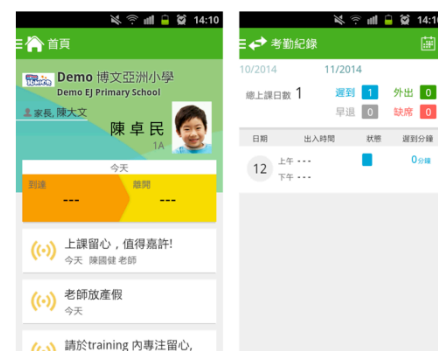 14:10
首頁
Demo 博文亞洲小學
Demo EJ Primary School
家長, 陳大文
陳卓民
1A
今天
到達 離開
--- ---
上課留心，值得嘉許!
今天 陳國健 老師
老師放產假
今天
請於training 內專注留心,
14:10
考勤紀錄
10/2014 11/2014
總上課日數 1 遲到 1 外出 0
早退 0 缺席 0
日期 出入時間 狀態 遲到分鐘
12 上午 --- 0分鐘
下午 ---